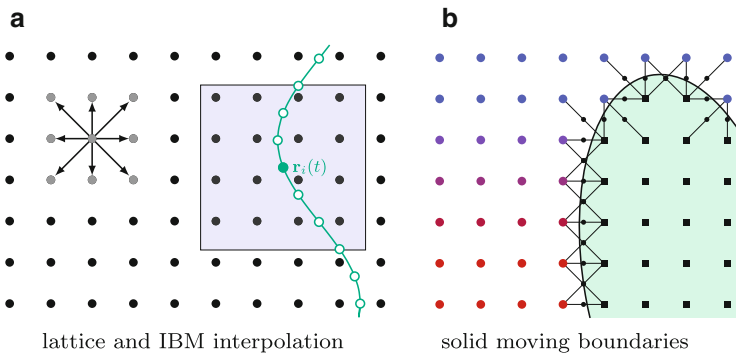 a
b
r_i(t)
lattice and IBM interpolation
solid moving boundaries